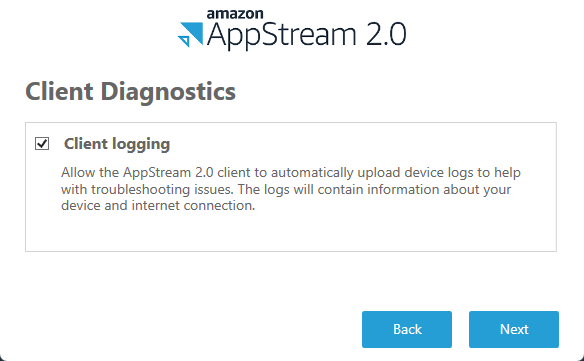 amazon
AppStream 2.0
Client Diagnostics
Client logging
Allow the AppStream 2.0 client to automatically upload device logs to help
with troubleshooting issues. The logs will contain information about your
device and internet connection.
Back Next